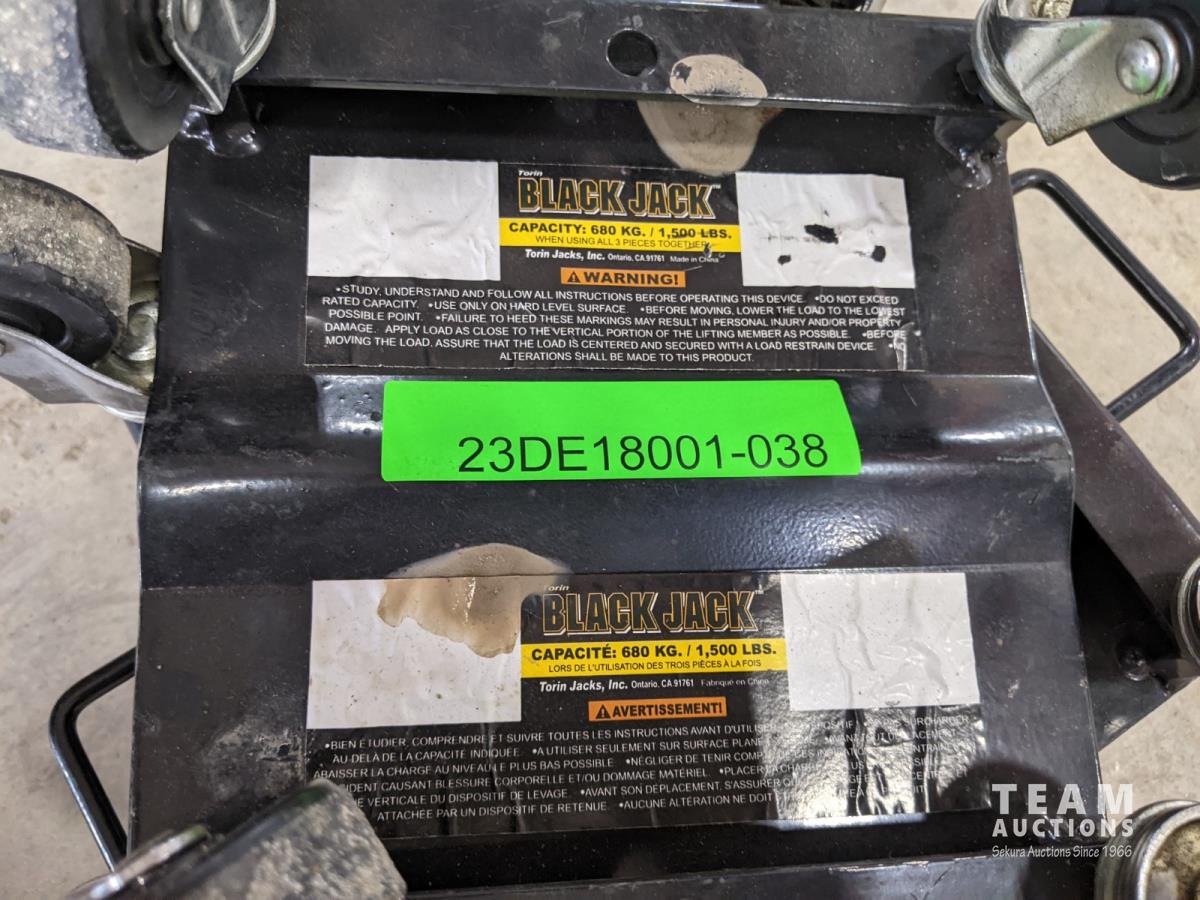 Torin
BLACK JACK™
CAPACITY: 680 KG. / 1,500 LBS.
WHEN USING ALL 3 PIECES TOGETHER
Torin Jacks, Inc. Ontario, CA.91761 Made in China
WARNING!
•STUDY, UNDERSTAND AND FOLLOW ALL INSTRUCTIONS BEFORE OPERATING THIS DEVICE. •DO NOT EXCEED
RATED CAPACITY. •USE ONLY ON HARD LEVEL SURFACE. •BEFORE MOVING, LOWER THE LOAD TO THE LOWEST
POSSIBLE POINT. •FAILURE TO HEED THESE MARKINGS MAY RESULT IN PERSONAL INJURY AND/OR PROPERTY
DAMAGE. APPLY LOAD AS CLOSE TO THE VERTICAL PORTION OF THE LIFTING MEMBER AS POSSIBLE. •BEFORE
MOVING THE LOAD, ASSURE THAT THE LOAD IS CENTERED AND SECURED WITH A LOAD RESTRAIN DEVICE. •NO
ALTERATIONS SHALL BE MADE TO THIS PRODUCT.
23DE18001-038
Torin
BLACK JACK™
CAPACITÉ: 680 KG. / 1,500 LBS.
LORS DE L'UTILISATION DES TROIS PIÈCES À LA FOIS
Torin Jacks, Inc. Ontario, CA 91761 Fabriqué en China
AVERTISSEMENT!
•BIEN ÉTUDIER, COMPRENDRE ET SUIVRE TOUTES LES INSTRUCTIONS AVANT D'UTILISER SURCHARGER
AU-DELÀ DE LA CAPACITÉ INDIQUÉE. •A UTILISER SEULEMENT SUR SURFACE PLANE
ABAISSER LA CHARGE AU NIVEAU LE PLUS BAS POSSIBLE •NÉGLIGER DE TENIR
CAUSANT BLESSURE CORPORELLE ET/OU DOMMAGE MATÉRIEL. •PLACER LA
VERTICALE DU DISPOSITIF DE LEVAGE. •AVANT SON DÉPLACEMENT, S'ASSURER
ATTACHÉE PAR UN DISPOSITIF DE RETENUE. •AUCUNE ALTÉRATION NE DOIT
TEAM
AUCTIONS
Sekura Auctions Since 1966